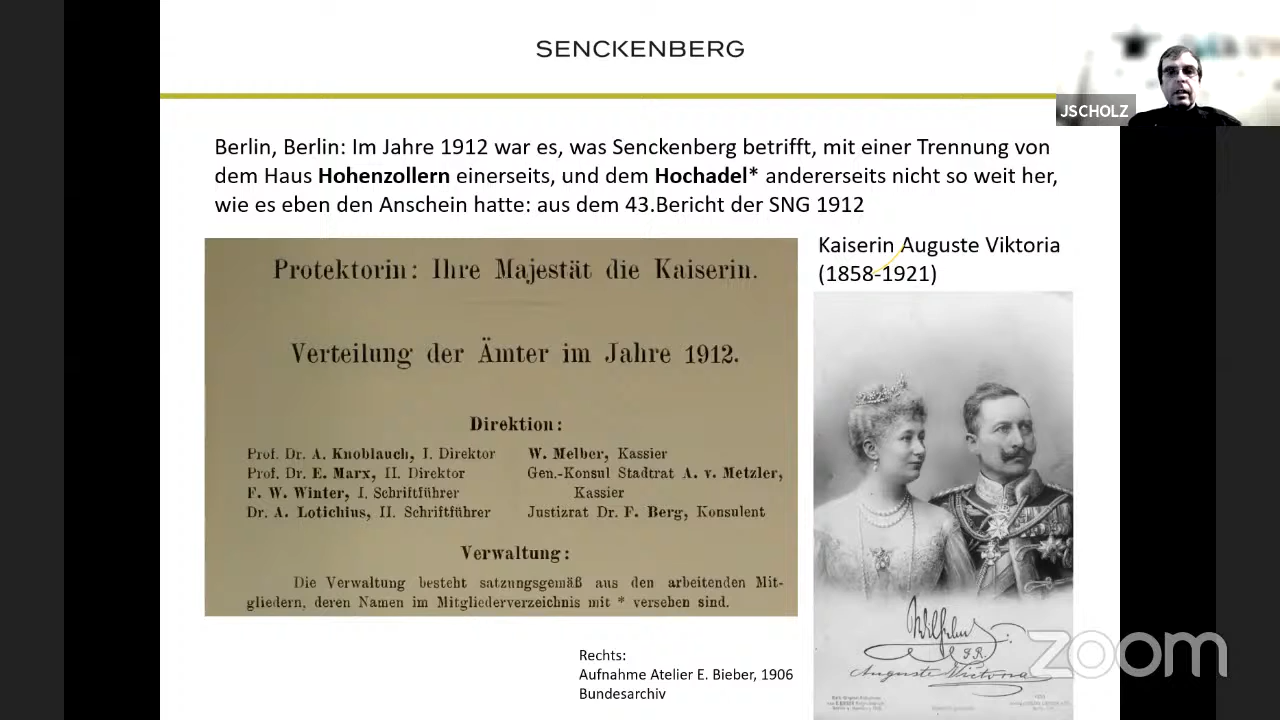 SENCKENBERG
JSCHOLZ
Berlin, Berlin: Im Jahre 1912 war es, was Senckenberg betrifft, mit einer Trennung von
dem Haus Hohenzollern einerseits, und dem Hochadel* andererseits nicht so weit her,
wie es eben den Anschein hatte: aus dem 43.Bericht der SNG 1912
Protektorin: Ihre Majestät die Kaiserin.
Verteilung der Ämter im Jahre 1912.
Direktion:
Prof. Dr. A. Knoblauch, I. Direktor
Prof. Dr. E. Marx, II. Direktor
F. W. Winter, I. Schriftführer
Dr. A. Lotichius, II. Schriftführer
W. Melber, Kassier
Gen.-Konsul Stadtrat A. v. Metzler,
Kassier
Justizrat Dr. F. Berg, Konsulent
Verwaltung:
Die Verwaltung besteht satzungsgemäß aus den arbeitenden Mit-
gliedern, deren Namen im Mitgliederverzeichnis mit * versehen sind.
Kaiserin Auguste Viktoria
(1858-1921)
Wilhelm
I.R.
Auguste Victoria
Rechts:
Aufnahme Atelier E. Bieber, 1906
Bundesarchiv
zoom